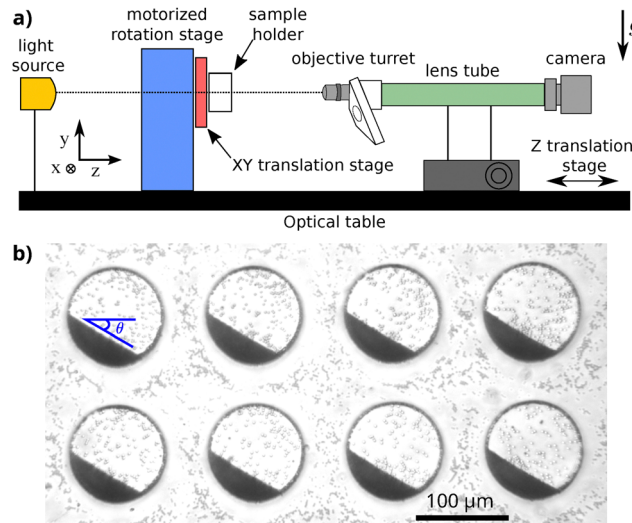 a)
light
source
motorized
rotation stage
sample
holder
objective turret
lens tube
camera
y
x ⊗
z
XY translation stage
Z translation
stage
Optical table
b)
θ
100 µm